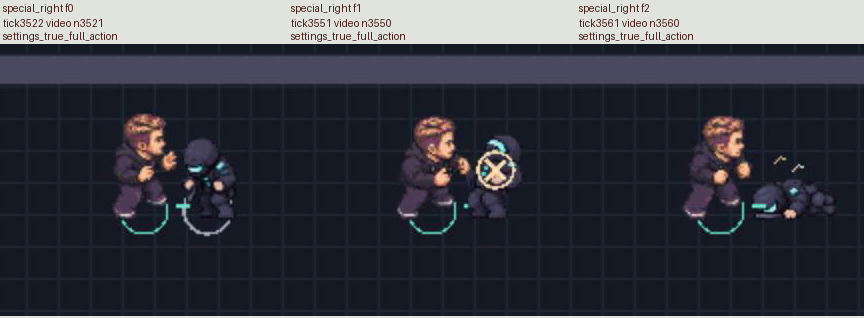 special_right f0
tick3522 video n3521
settings_true_full_action
special_right f1
tick3551 video n3550
settings_true_full_action
special_right f2
tick3561 video n3560
settings_true_full_action